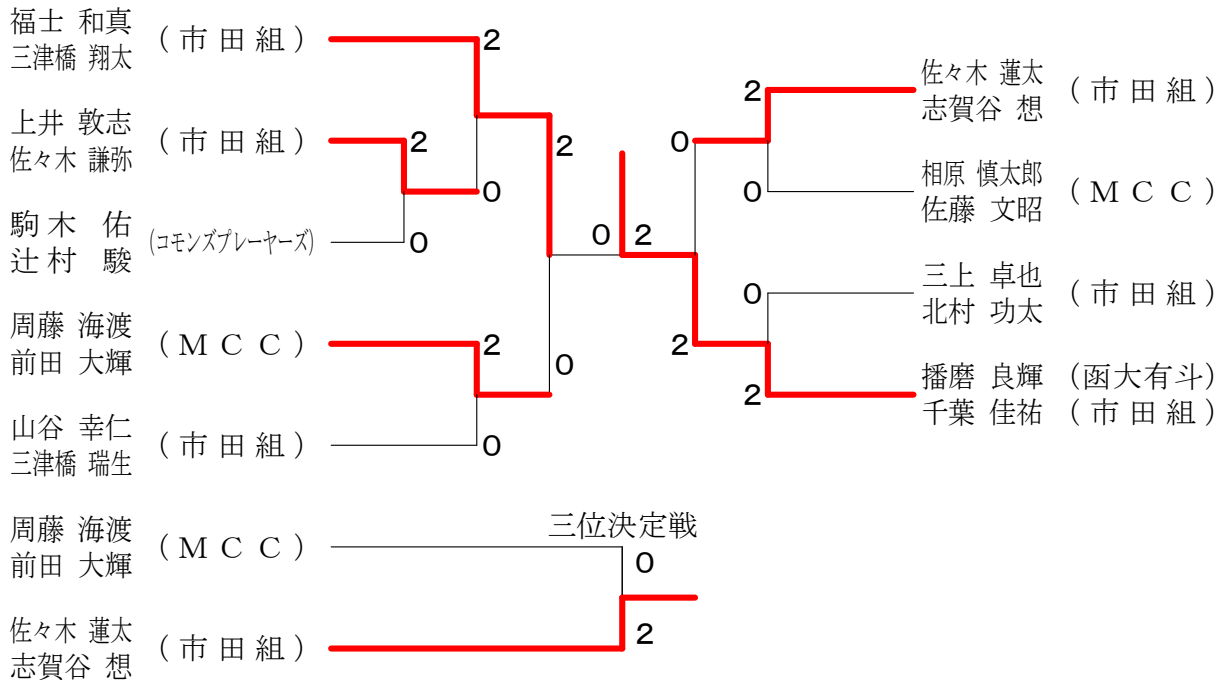 福士 和真
三津橋 翔太
(市田組)
2
上井 敦志
佐々木 謙弥
(市田組)
2
0
駒木 佑
辻村 駿
(コモンズプレーヤーズ)
0
2
周藤 海渡
前田 大輝
(MCC)
2
0
山谷 幸仁
三津橋 瑞生
(市田組)
0
0
2
佐々木 蓮太
志賀谷 想
(市田組)
2
0
相原 慎太郎
佐藤 文昭
(MCC)
0
三上 卓也
北村 功太
(市田組)
0
2
播磨 良輝
(函大有斗)
千葉 佳祐
(市田組)
2
三位決定戦
周藤 海渡
前田 大輝
(MCC)
0
佐々木 蓮太
志賀谷 想
(市田組)
2